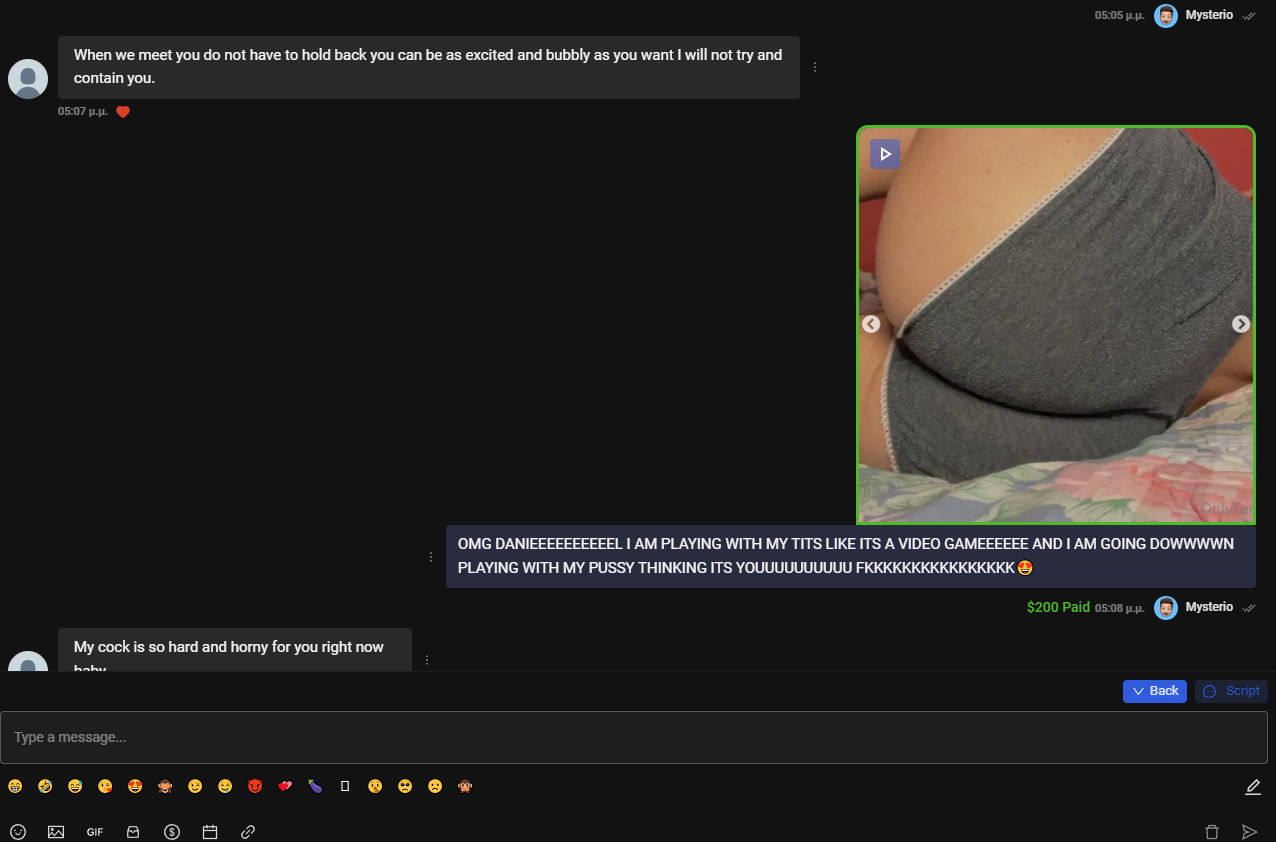 05:05 μ.μ. Mysterio
When we meet you do not have to hold back you can be as excited and bubbly as you want I will not try and
contain you.
05:07 μ.μ.
OMG DANIEEEEEEEEEEL I AM PLAYING WITH MY TITS LIKE ITS A VIDEO GAMEEEEEE AND I AM GOING DOWWWWN
PLAYING WITH MY PUSSY THINKING ITS YOUUUUUUUUUU FKKKKKKKKKKKKKKKK🤩
$200 Paid 05:08 μ.μ. Mysterio
My cock is so hard and horny for you right now
baby
Back Script
Type a message...
GIF